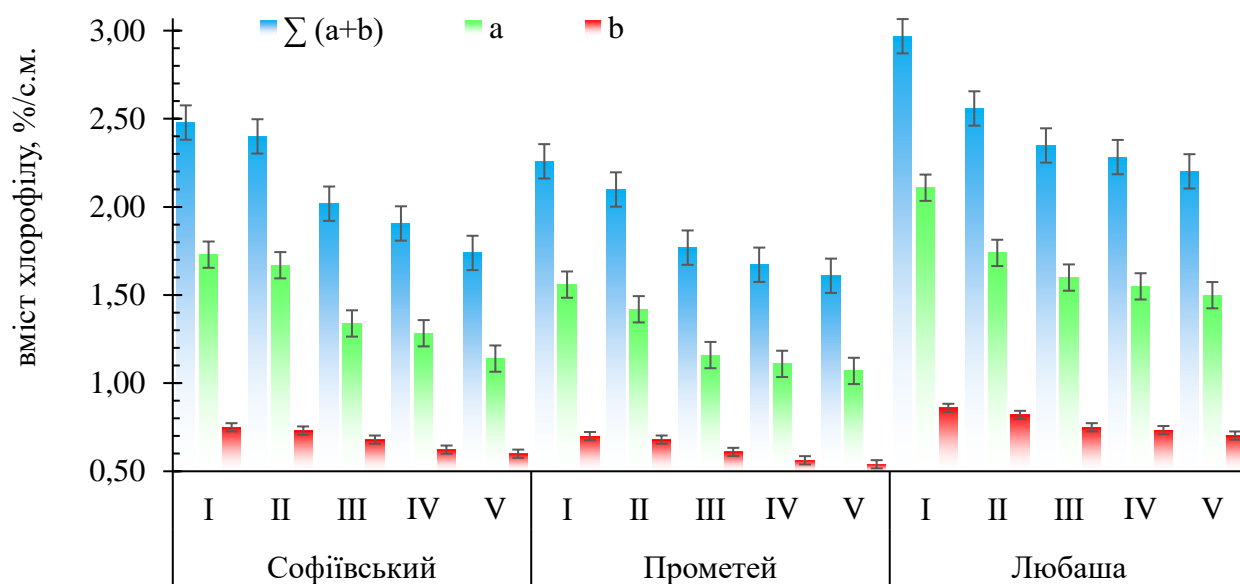 ∑ (a+b) a b
вміст хлорофілу, %/с.м.
3,00
2,50
2,00
1,50
1,00
0,50
I II III IV V I II III IV V I II III IV V
Софіївський Прометей Любаша